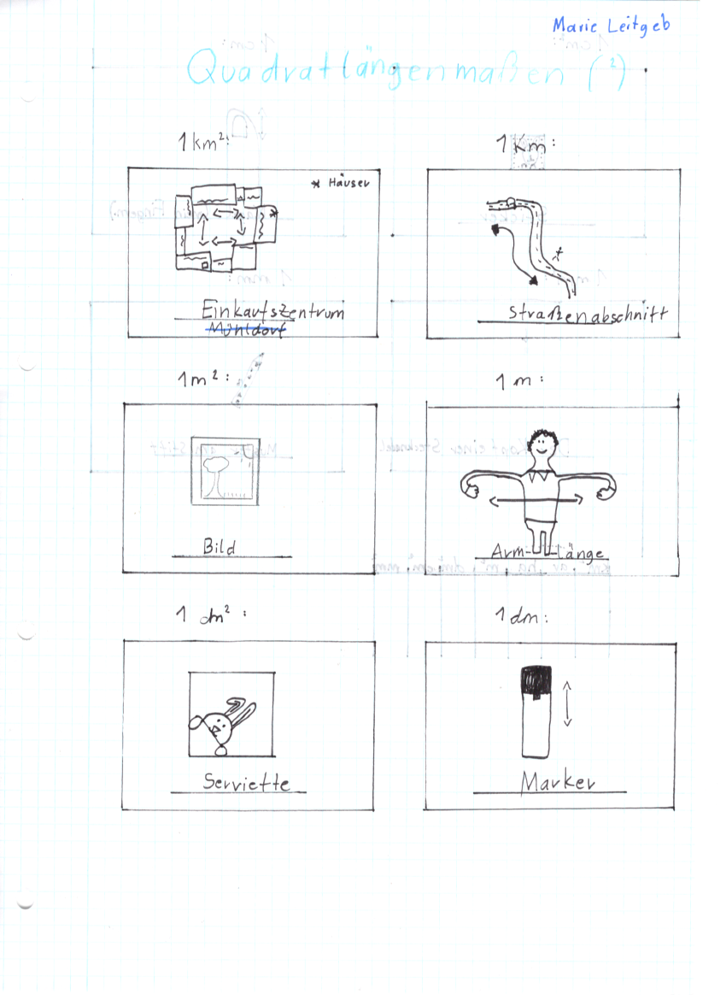 Marie Leitgeb
Quadratlängenmaßen (²)
1 km²:
1 Km:
* Häuser
Einkaufszentrum
Mühldorf
Straßenabschnitt
1 m²:
1 m:
Bild
Arm-Länge
1 dm²:
1 dm:
Serviette
Marker